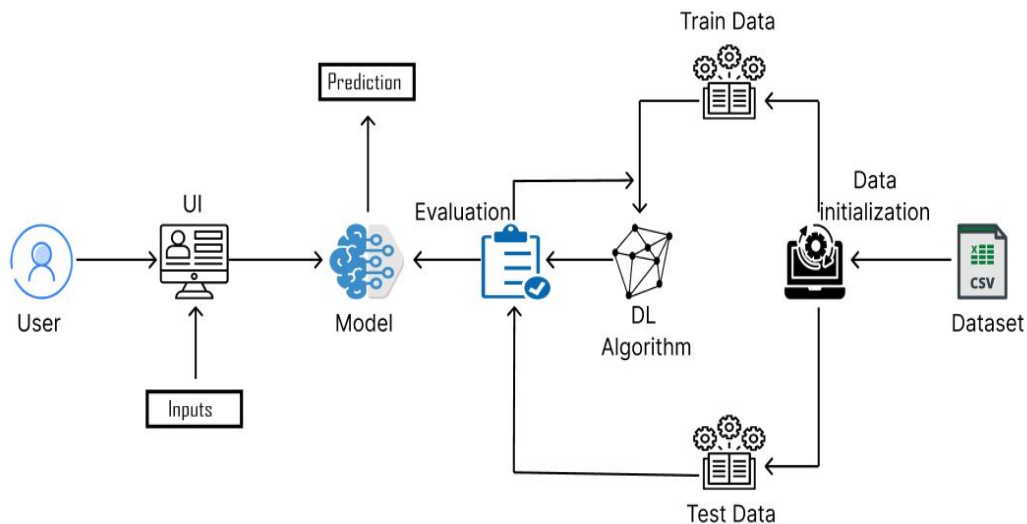 Train Data
Prediction
UI
Evaluation
Data
initialization
CSV
User
Model
DL
Algorithm
Dataset
Inputs
Test Data